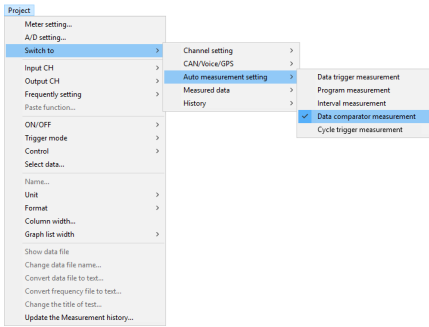 Project
Meter setting...
A/D setting...
Switch to
Input CH
Output CH
Frequently setting
Paste function...
ON/OFF
Trigger mode
Control
Select data...
Name...
Unit
Format
Column width...
Graph list width
Show data file
Change data file name...
Convert data file to text...
Convert frequency file to text...
Change the title of test...
Update the Measurement history...
Channel setting
CAN/Voice/GPS
Auto measurement setting
Measured data
History
Data trigger measurement
Program measurement
Interval measurement
Data comparator measurement
Cycle trigger measurement